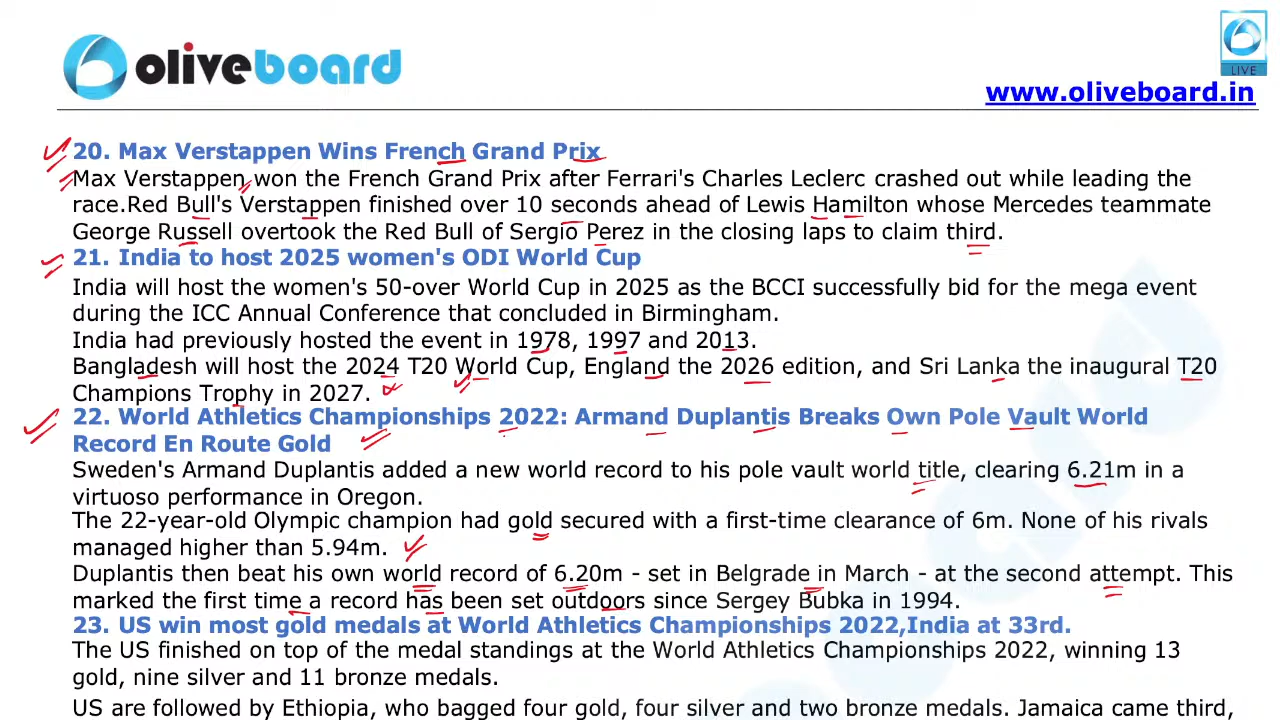 oliveboard
LIVE
www.oliveboard.in
20. Max Verstappen Wins French Grand Prix
Max Verstappen won the French Grand Prix after Ferrari's Charles Leclerc crashed out while leading the
race.Red Bull's Verstappen finished over 10 seconds ahead of Lewis Hamilton whose Mercedes teammate
George Russell overtook the Red Bull of Sergio Perez in the closing laps to claim third.
21. India to host 2025 women's ODI World Cup
India will host the women's 50-over World Cup in 2025 as the BCCI successfully bid for the mega event
during the ICC Annual Conference that concluded in Birmingham.
India had previously hosted the event in 1978, 1997 and 2013.
Bangladesh will host the 2024 T20 World Cup, England the 2026 edition, and Sri Lanka the inaugural T20
Champions Trophy in 2027.
22. World Athletics Championships 2022: Armand Duplantis Breaks Own Pole Vault World
Record En Route Gold
Sweden's Armand Duplantis added a new world record to his pole vault world title, clearing 6.21m in a
virtuoso performance in Oregon.
The 22-year-old Olympic champion had gold secured with a first-time clearance of 6m. None of his rivals
managed higher than 5.94m.
Duplantis then beat his own world record of 6.20m - set in Belgrade in March - at the second attempt. This
marked the first time a record has been set outdoors since Sergey Bubka in 1994.
23. US win most gold medals at World Athletics Championships 2022,India at 33rd.
The US finished on top of the medal standings at the World Athletics Championships 2022, winning 13
gold, nine silver and 11 bronze medals.
US are followed by Ethiopia, who bagged four gold, four silver and two bronze medals. Jamaica came third,